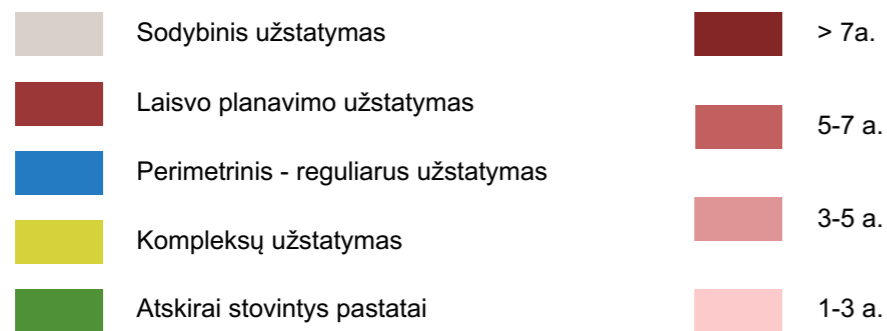 Sodybinis užstatymas
Laisvo planavimo užstatymas
Perimetrinis - reguliarus užstatymas
Kompleksų užstatymas
Atskirai stovintys pastatai
> 7a.
5-7 a.
3-5 a.
1-3 a.